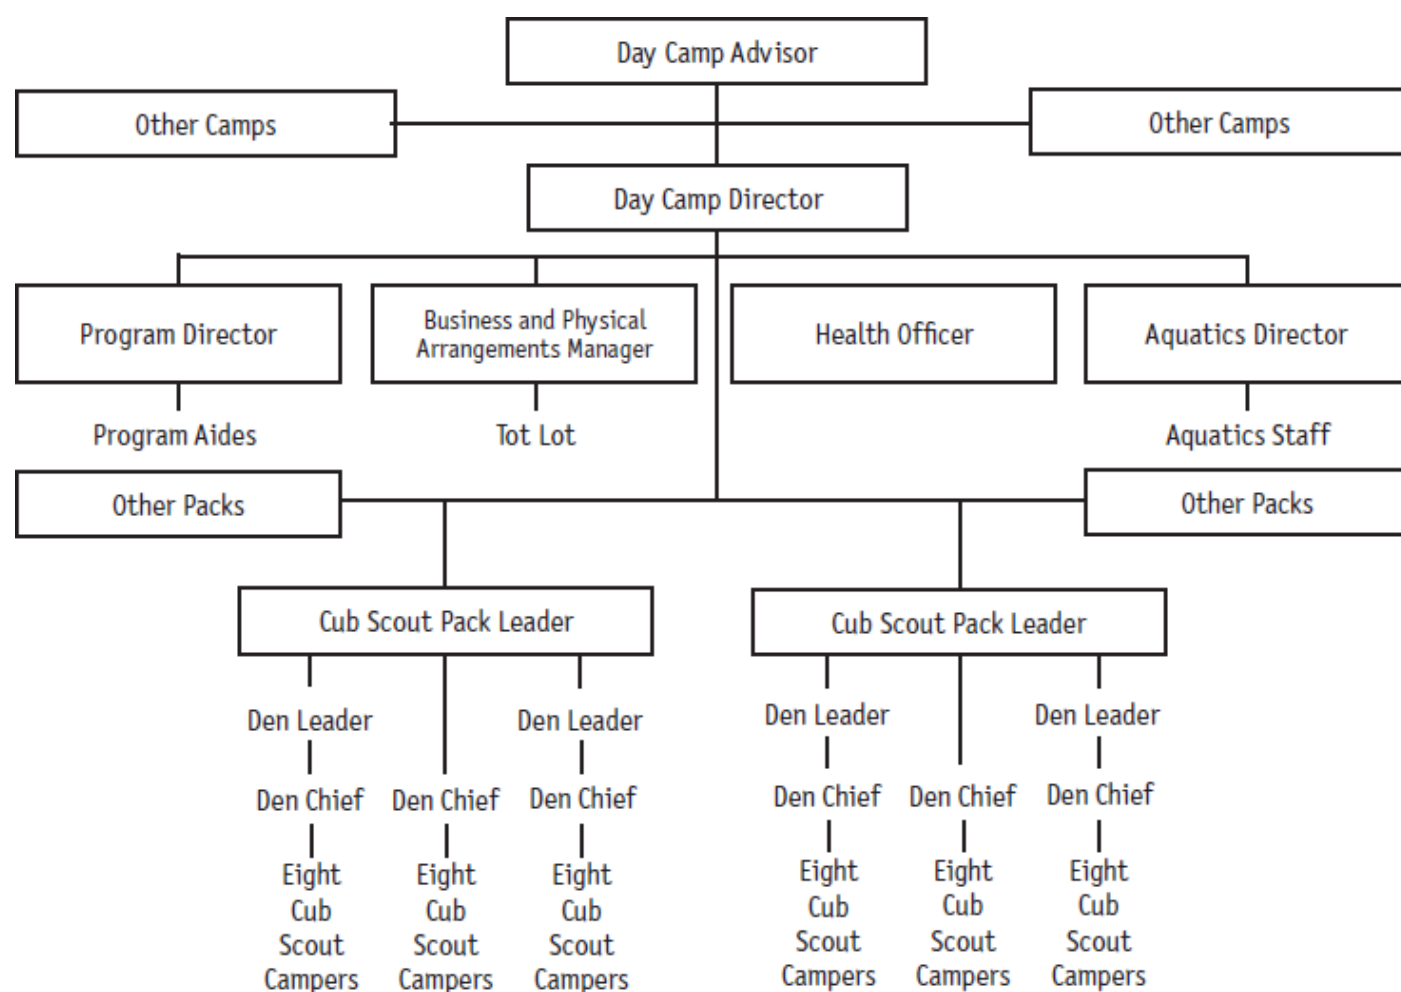 Day Camp Advisor
Other Camps
Other Camps
Day Camp Director
Program Director
Business and Physical
Arrangements Manager
Health Officer
Aquatics Director
Program Aides
Tot Lot
Aquatics Staff
Other Packs
Other Packs
Cub Scout Pack Leader
Cub Scout Pack Leader
Den Leader
Den Leader
Den Leader
Den Leader
Den Chief
Den Chief
Den Chief
Den Chief
Den Chief
Den Chief
Eight
Cub
Scout
Campers
Eight
Cub
Scout
Campers
Eight
Cub
Scout
Campers
Eight
Cub
Scout
Campers
Eight
Cub
Scout
Campers
Eight
Cub
Scout
Campers